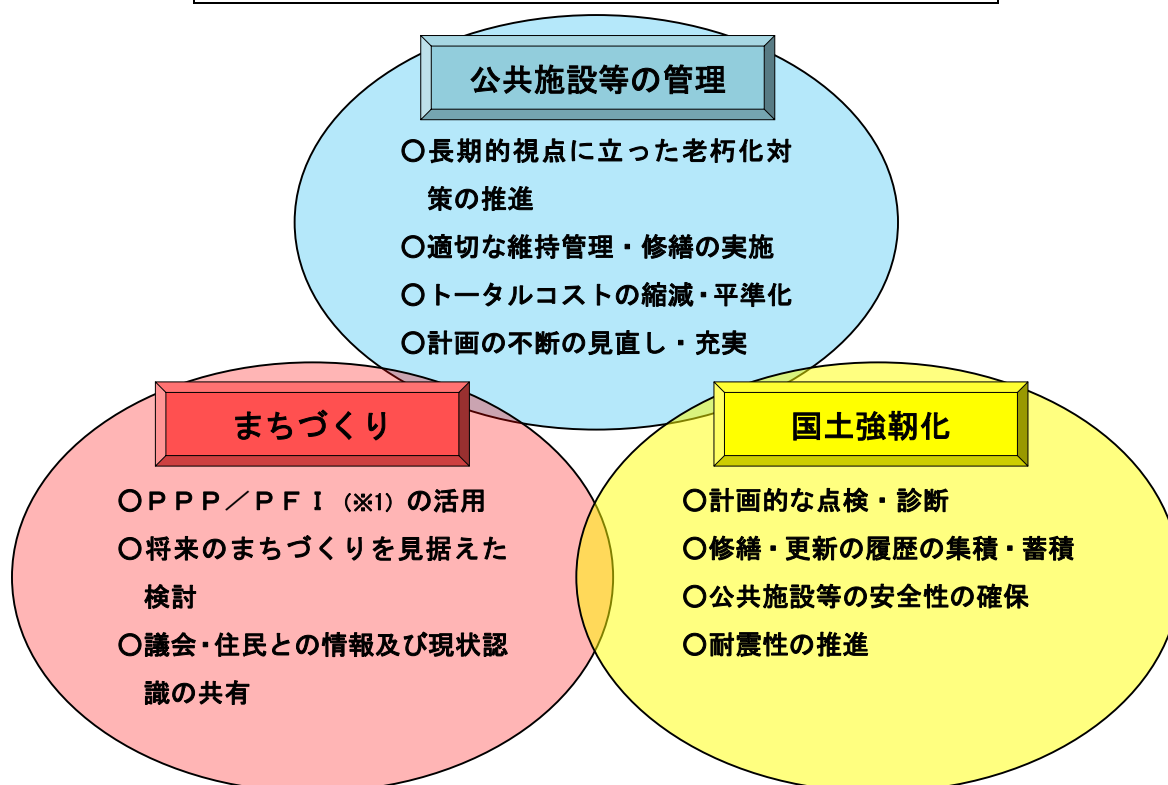 公共施設等の管理
○長期的視点に立った老朽化対
策の推進
○適切な維持管理・修繕の実施
○トータルコストの縮減・平準化
○計画の不断の見直し・充実
まちづくり
○ＰＰＰ／ＰＦＩ（※1）の活用
○将来のまちづくりを見据えた
検討
○議会・住民との情報及び現状認
識の共有
国土強靭化
○計画的な点検・診断
○修繕・更新の履歴の集積・蓄積
○公共施設等の安全性の確保
○耐震性の推進